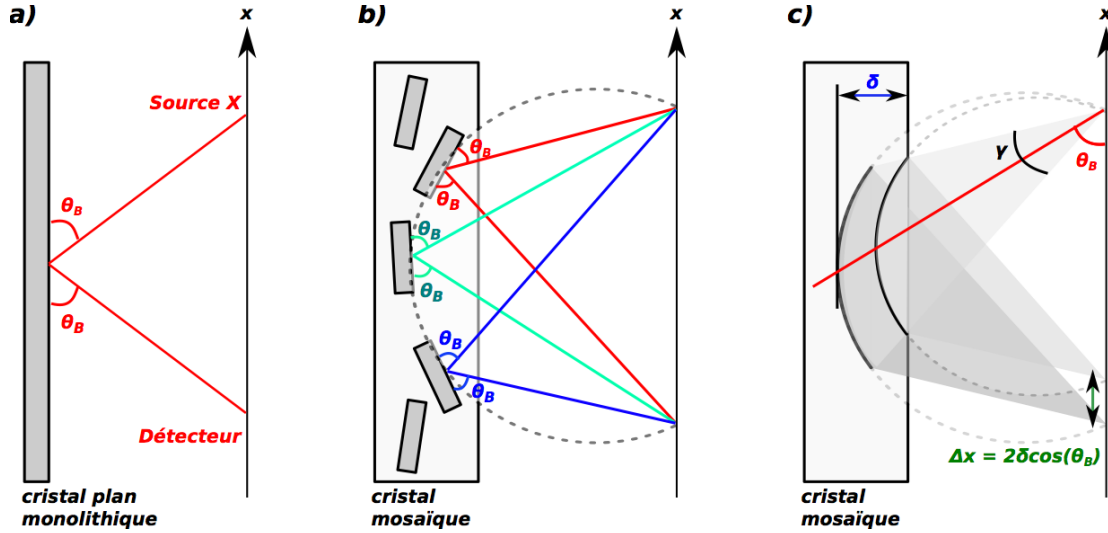 a)
x
Source X
θB
θB
Détecteur
cristal plan
monolithique
b)
x
θB
θB
θB
θB
θB
θB
cristal
mosaïque
c)
x
δ
γ
θB
Δx = 2δcos(θB)
cristal
mosaïque